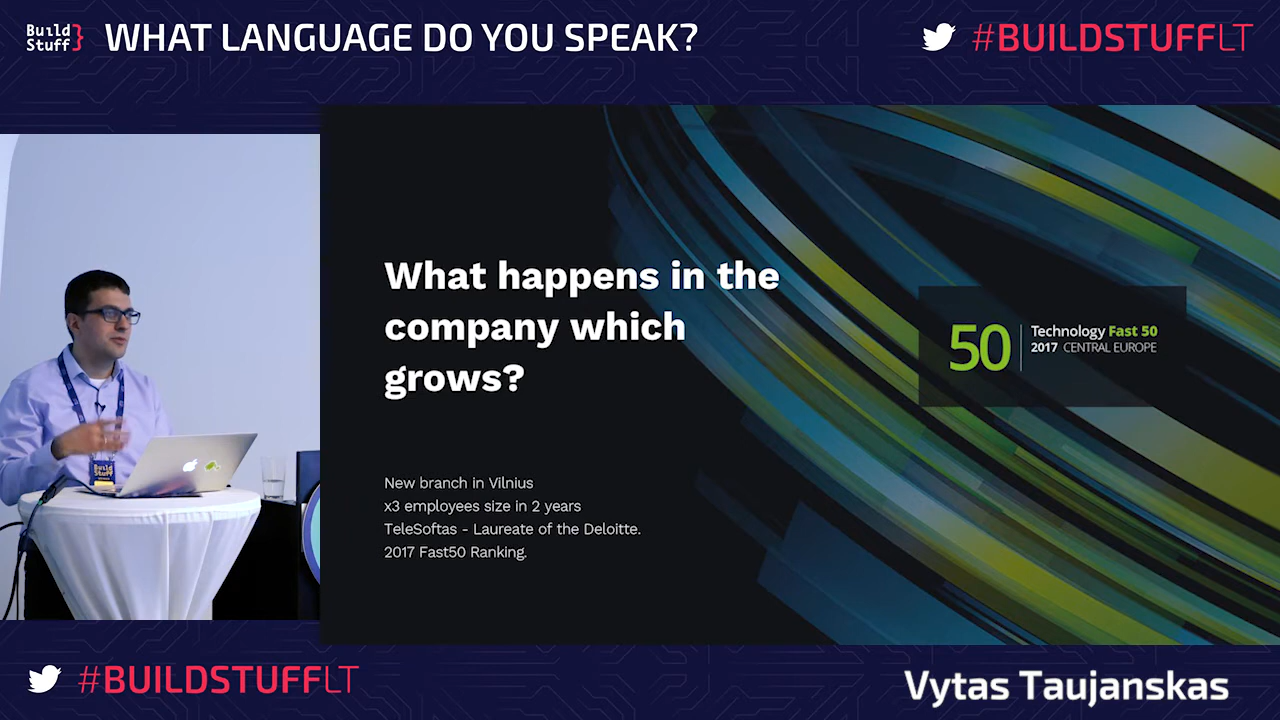 Build
Stuff}
WHAT LANGUAGE DO YOU SPEAK?
#BUILDSTUFFLT
What happens in the
company which
grows?
50
Technology Fast 50
2017 CENTRAL EUROPE
New branch in Vilnius
x3 employees size in 2 years
TeleSoftas - Laureate of the Deloitte.
2017 Fast50 Ranking.
Build
Stuff
#BUILDSTUFFLT
Vytas Taujanskas